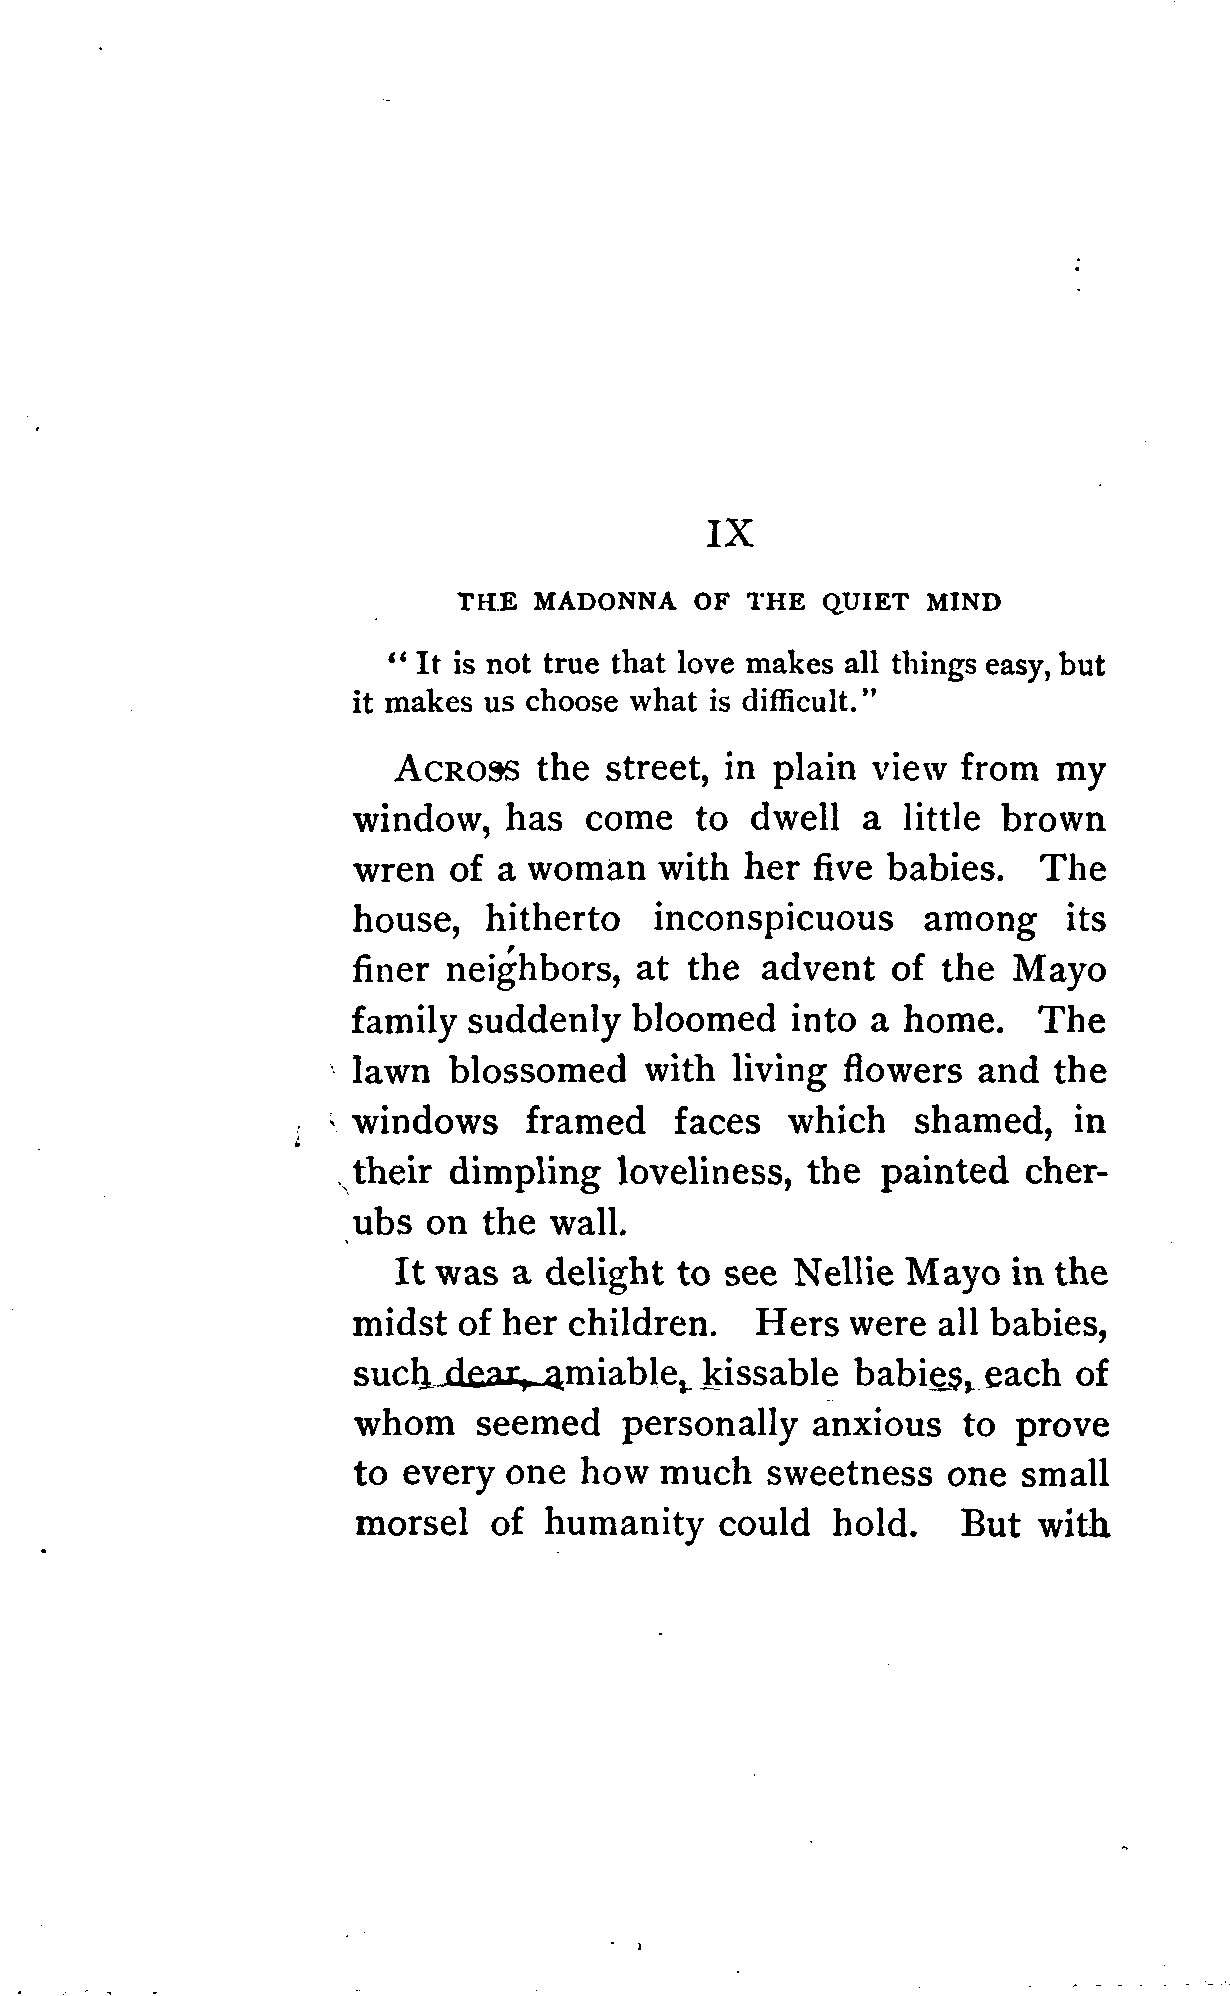 IX
THE MADONNA OF THE QUIET MIND
“It is not true that love makes all things easy, but
it makes us choose what is difficult.”
ACROSS the street, in plain view from my
window, has come to dwell a little brown
wren of a woman with her five babies. The
house, hitherto inconspicuous among its
finer neighbors, at the advent of the Mayo
family suddenly bloomed into a home. The
lawn blossomed with living flowers and the
windows framed faces which shamed, in
their dimpling loveliness, the painted cher-
ubs on the wall.
It was a delight to see Nellie Mayo in the
midst of her children. Hers were all babies,
such dear, amiable, kissable babies, each of
whom seemed personally anxious to prove
to every one how much sweetness one small
morsel of humanity could hold. But with